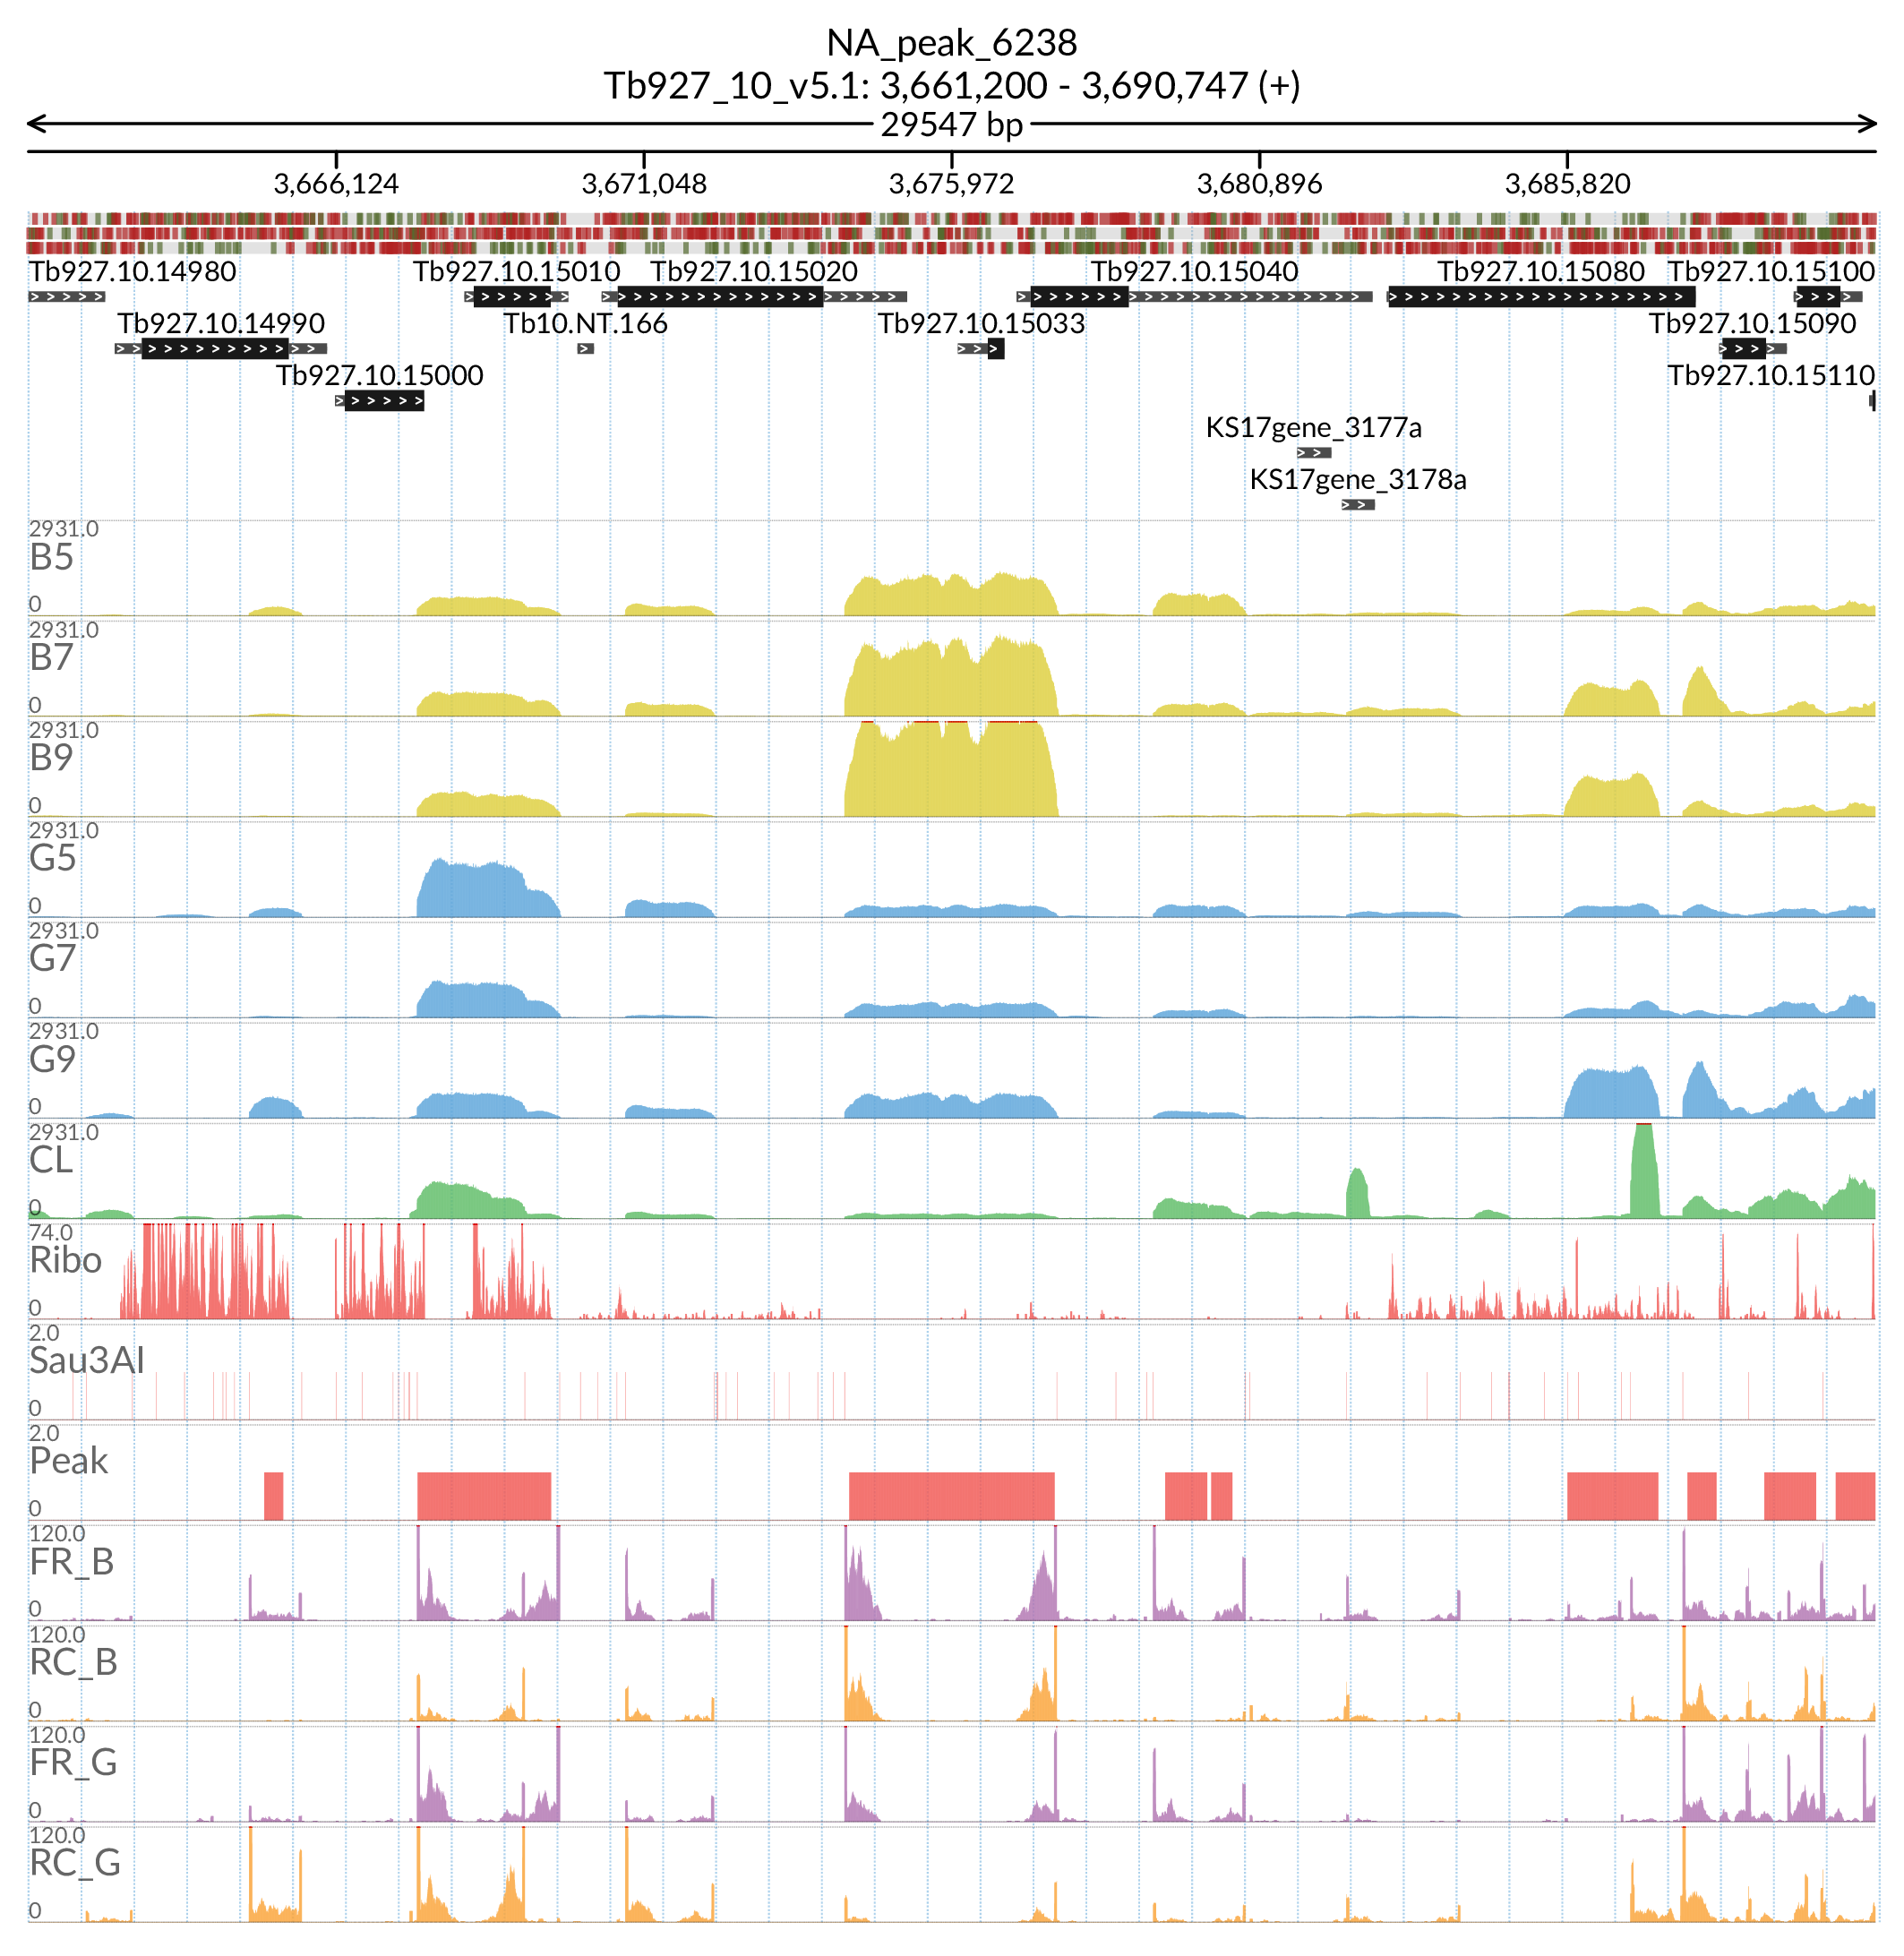 NA_peak_6238
Tb927_10_v5.1: 3,661,200 - 3,690,747 (+)
29547 bp
3,666,124 3,671,048 3,675,972 3,680,896 3,685,820
Tb927.10.14980 Tb927.10.15010 Tb927.10.15020 Tb927.10.15040 Tb927.10.15080 Tb927.10.15100
Tb927.10.14990 Tb10.NT.166 Tb927.10.15033 Tb927.10.15090
Tb927.10.15000 Tb927.10.15110
KS17gene_3177a
KS17gene_3178a
2931.0
B5
0
2931.0
B7
0
2931.0
B9
0
2931.0
G5
0
2931.0
G7
0
2931.0
G9
0
2931.0
CL
0
74.0
Ribo
0
2.0
Sau3AI
0
2.0
Peak
0
120.0
FR_B
0
120.0
RC_B
0
120.0
FR_G
0
120.0
RC_G
0